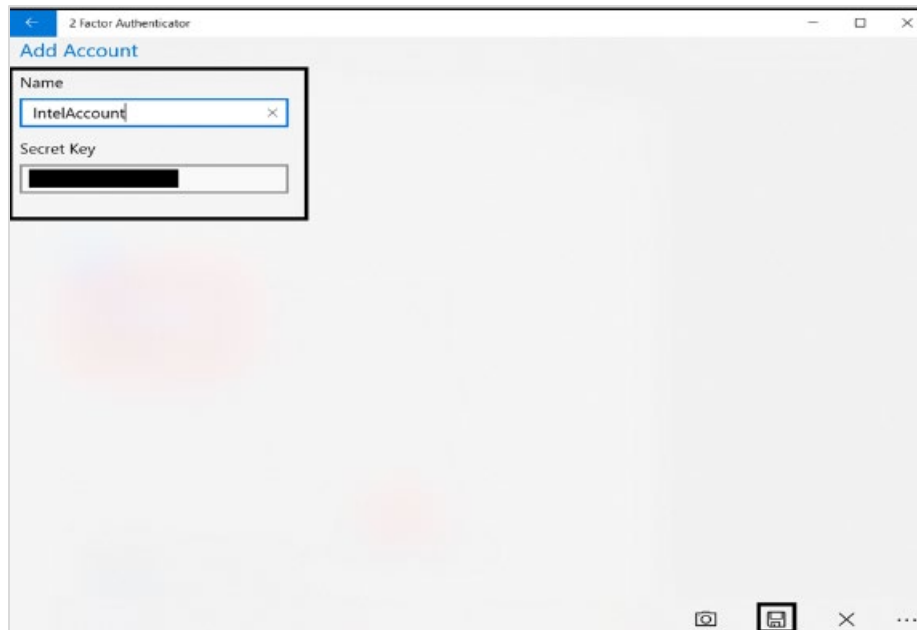 2 Factor Authenticator
Add Account
Name
IntelAccount
Secret Key